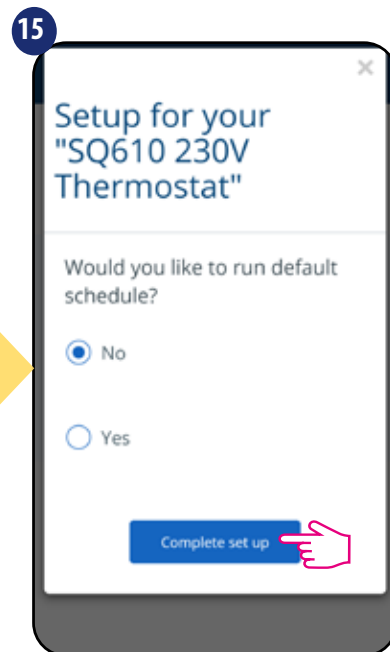 15
×
Setup for your
"SQ610 230V
Thermostat"
Would you like to run default
schedule?
No
Yes
Complete set up